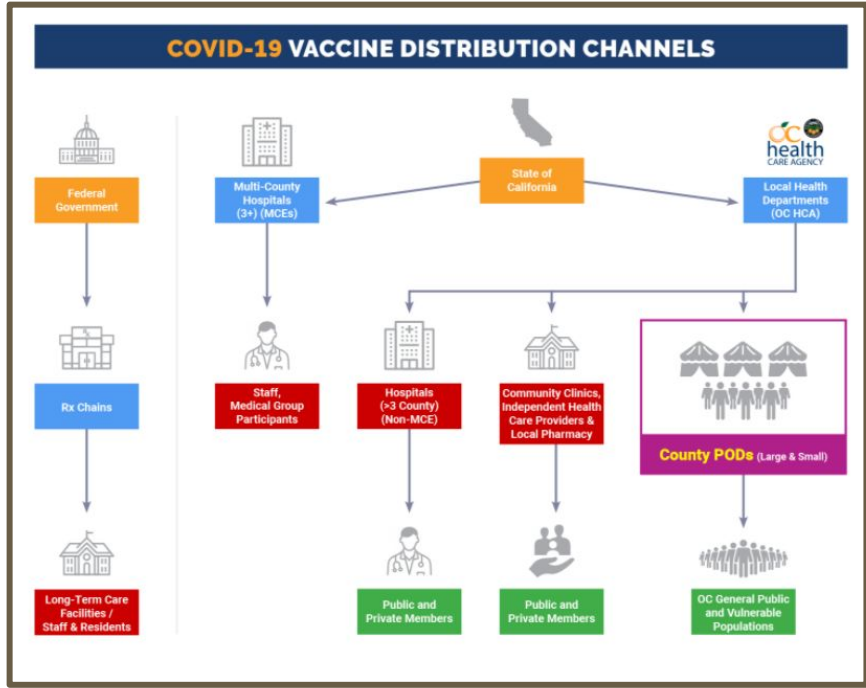 COVID-19 VACCINE DISTRIBUTION CHANNELS
Federal
Government
Rx Chains
Long-Term Care
Facilities /
Staff & Residents
Multi-County
Hospitals
(3+) (MCEs)
Staff,
Medical Group
Participants
State of
California
OC
health
CARE AGENCY
Local Health
Departments
(OC HCA)
Hospitals
(>3 County)
(Non-MCE)
Community Clinics,
Independent Health
Care Providers &
Local Pharmacy
County PODs (Large & Small)
Public and
Private Members
Public and
Private Members
OC General Public
and Vulnerable
Populations